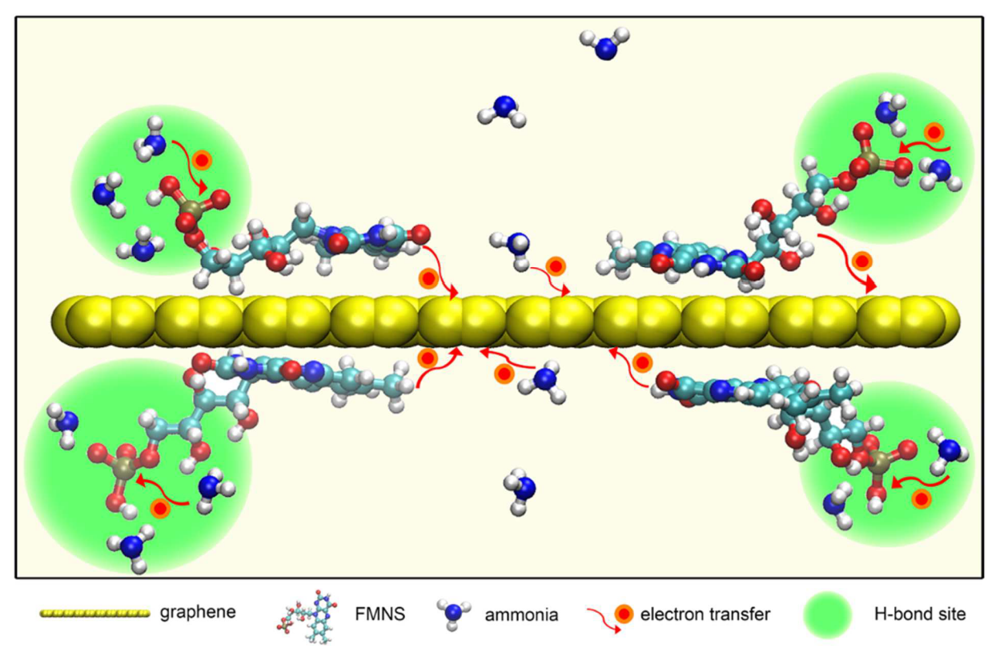 graphene
FMNS
ammonia
electron transfer
H-bond site